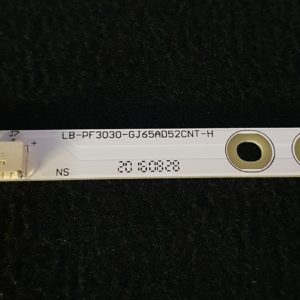 LB-PF3030-GJ65AD52CNT-H
+
NS 20160828